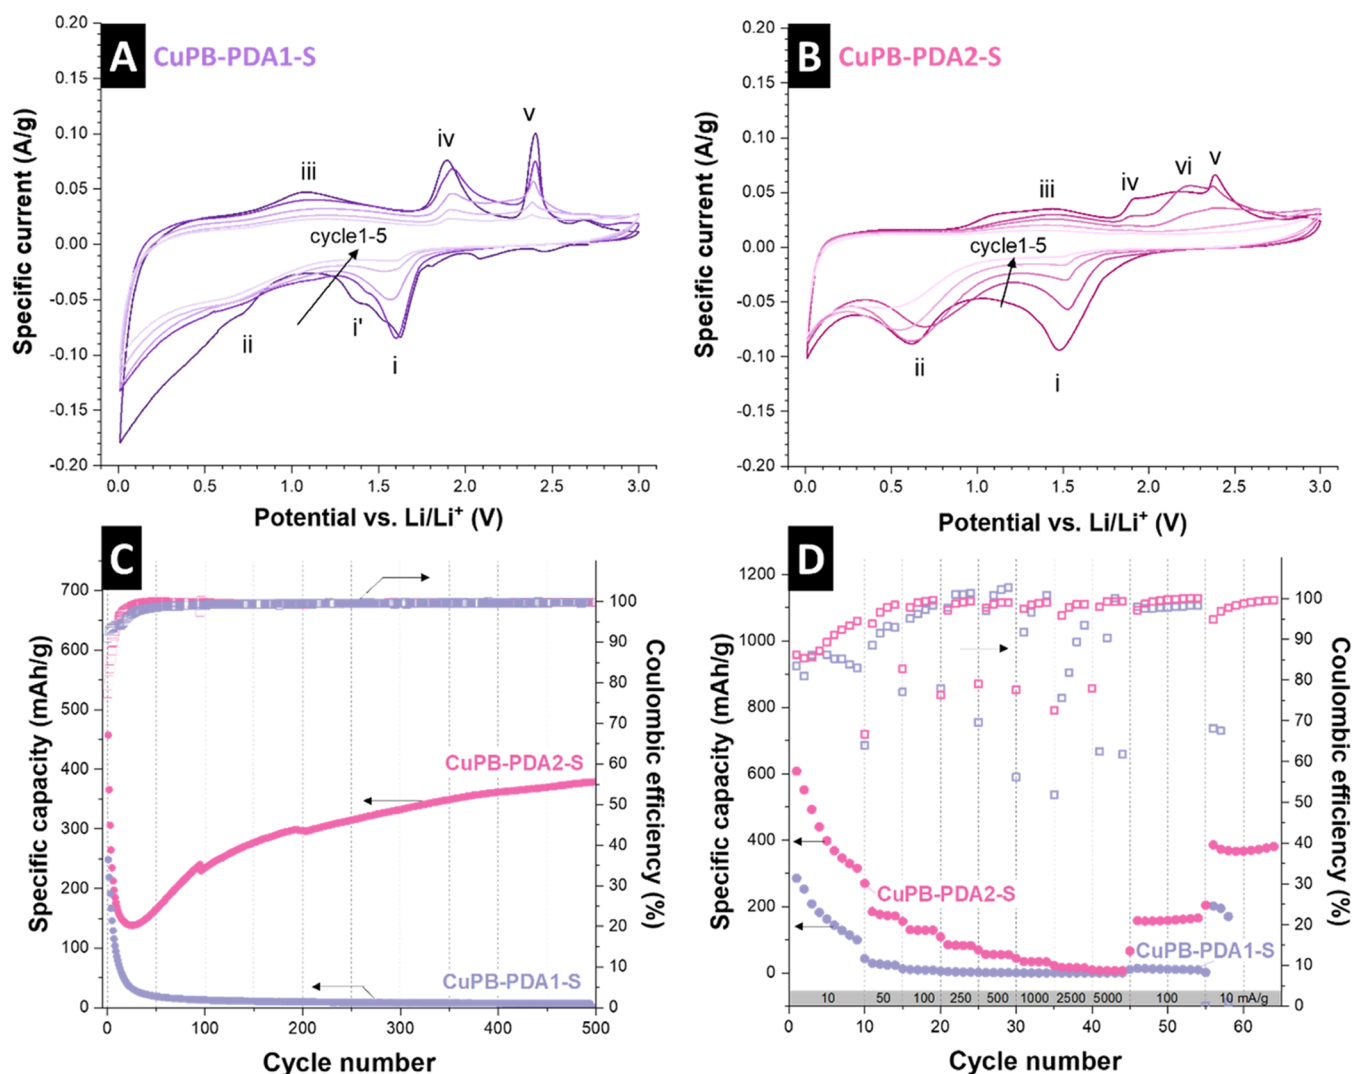 A
CuPB-PDA1-S
Specific current (A/g)
0.20
0.15
0.10
0.05
0.00
-0.05
-0.10
-0.15
-0.20
iii
iv
v
cycle1-5
ii
i'
i
0.0 0.5 1.0 1.5 2.0 2.5 3.0
Potential vs. Li/Li⁺ (V)
B
CuPB-PDA2-S
Specific current (A/g)
0.20
0.15
0.10
0.05
0.00
-0.05
-0.10
-0.15
-0.20
iii
iv
vi
v
cycle1-5
ii
i
0.0 0.5 1.0 1.5 2.0 2.5 3.0
Potential vs. Li/Li⁺ (V)
C
Specific capacity (mAh/g)
700
600
500
400
300
200
100
0
CuPB-PDA2-S
CuPB-PDA1-S
100
90
80
70
60
50
40
30
20
10
0
Coulombic efficiency (%)
0 100 200 300 400 500
Cycle number
D
Specific capacity (mAh/g)
1200
1000
800
600
400
200
0
CuPB-PDA2-S
CuPB-PDA1-S
10 50 100 250 500 1000 2500 5000 100 10 mA/g
100
90
80
70
60
50
40
30
20
10
0
Coulombic efficiency (%)
0 10 20 30 40 50 60
Cycle number